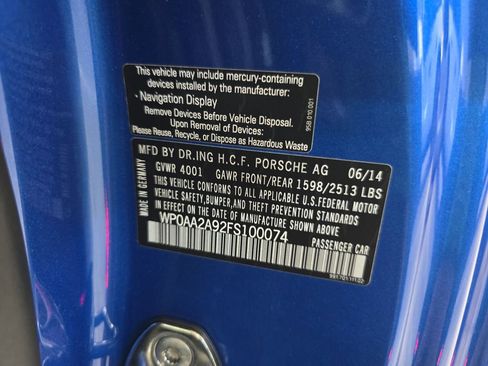 This vehicle may include mercury-containing
devices installed by the manufacturer:
- Navigation Display
Remove Devices Before Vehicle Disposal.
Upon Removal of Devices:
Please Reuse, Recycle, or Dispose as Hazardous Waste
958 010 001
MFD BY DR.ING H.C.F. PORSCHE AG 06/14
GVWR 4001 GAWR FRONT/REAR 1598/2513 LBS
THIS VEHICLE CONFORMS TO ALL APPLICABLE U.S.FEDERAL MOTOR
VEHICLE SAFETY,BUMPER,AND THEFT PREVENTION STANDARDS
IN EFFECT ON THE DATE OF MANUFACTURE SHOWN ABOVE
WP0AA2A92FS100074
PASSENGER CAR
MADE IN GERMANY